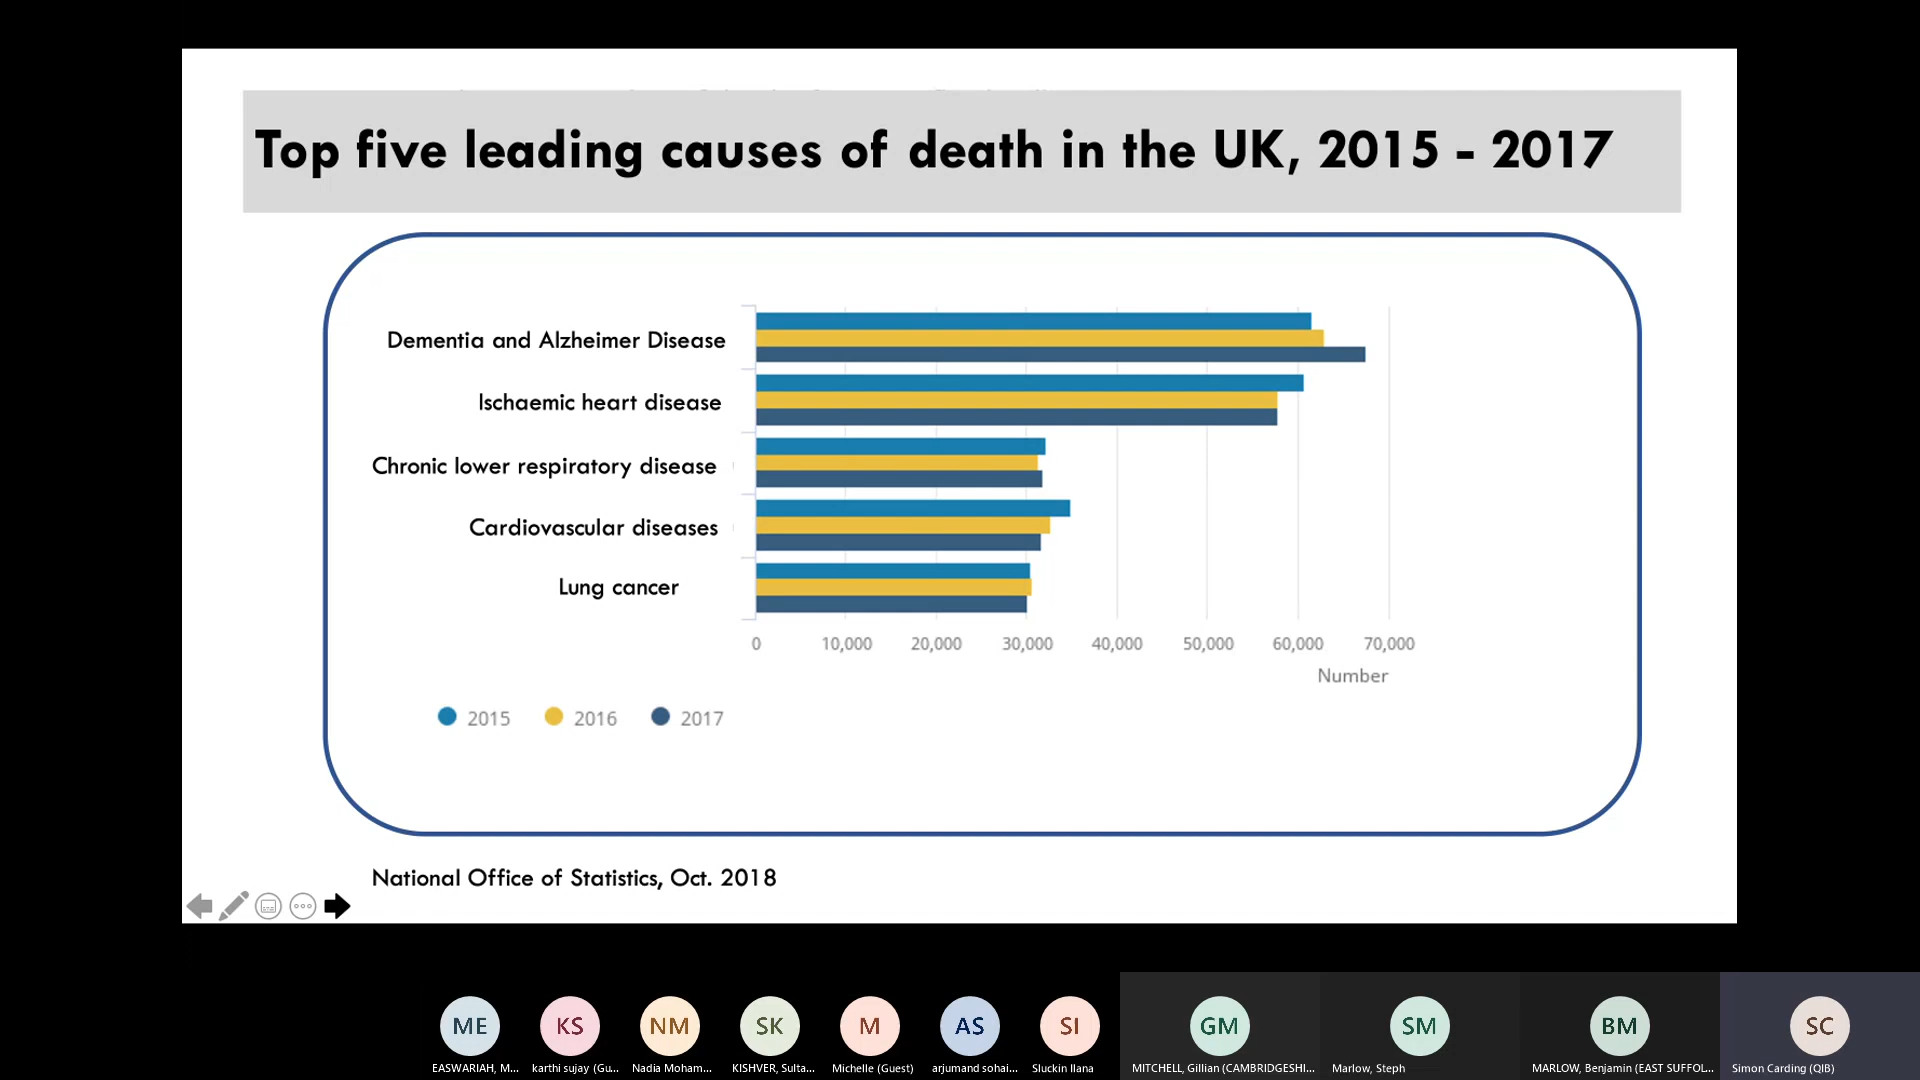 Top five leading causes of death in the UK, 2015 - 2017
Dementia and Alzheimer Disease
Ischaemic heart disease
Chronic lower respiratory disease
Cardiovascular diseases
Lung cancer
0 10,000 20,000 30,000 40,000 50,000 60,000 70,000
Number
2015 2016 2017
National Office of Statistics, Oct. 2018
ME KS NM SK M AS SI GM SM BM SC
EASWARIAH, M... karthi sujay (Gu... Nadia Moham... KISHVER, Sulta... Michelle (Guest) arjumand sohai... Sluckin Ilana MITCHELL, Gillian (CAMBRIDGESHI... Marlow, Steph MARLOW, Benjamin (EAST SUFFOL... Simon Carding (QIB)